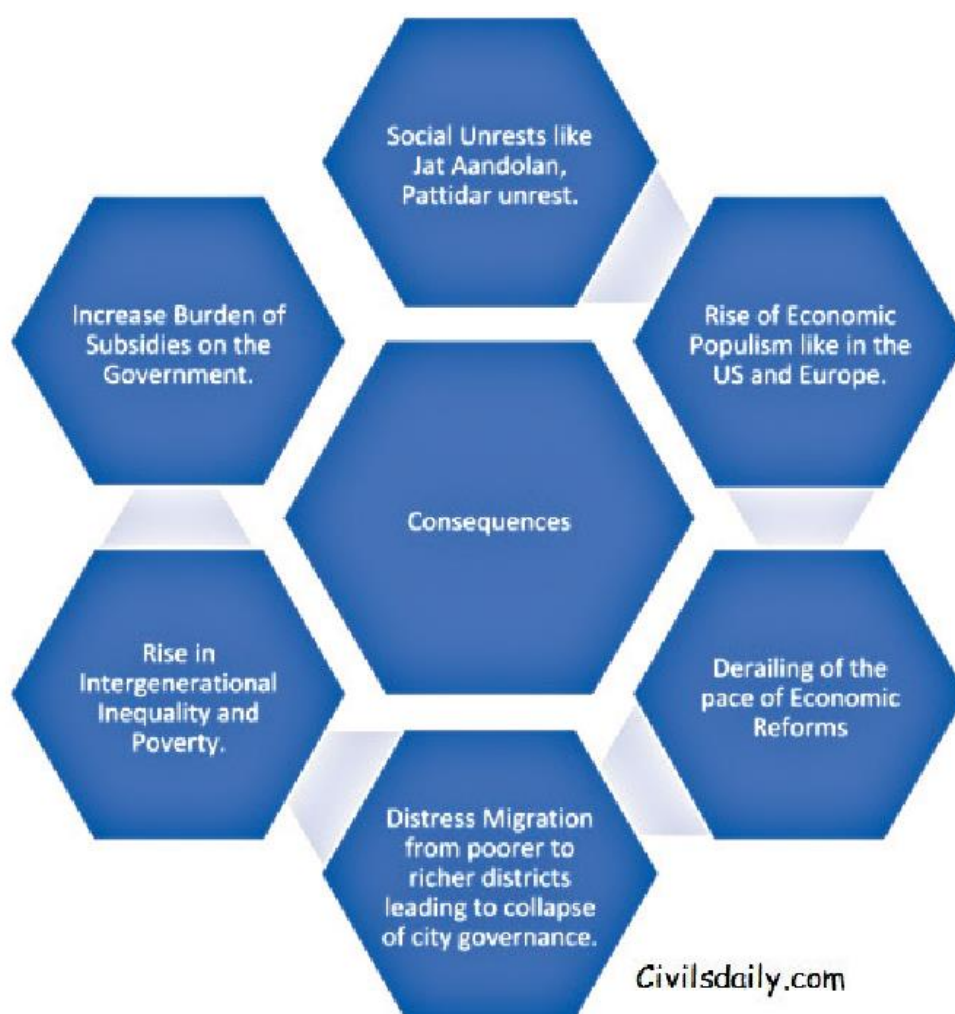 Social Unrests like
Jat Aandolan,
Pattidar unrest.
Rise of Economic
Populism like in the
US and Europe.
Derailing of the
pace of Economic
Reforms
Distress Migration
from poorer to
richer districts
leading to collapse
of city governance.
Rise in
Intergenerational
Inequality and
Poverty.
Increase Burden of
Subsidies on the
Government.
Consequences
Civilsdaily.com